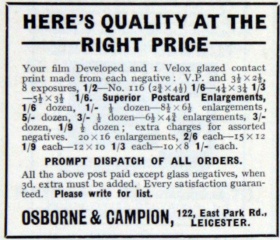 HERE'S QUALITY AT THE
RIGHT PRICE
Your film Developed and 1 Velox glazed contact
print made from each negative: V.P. and 3½×2½,
8 exposures, 1/2—No. 116 (2¾×4½) 1/6—4¼×3¼ 1/3
—5½×3½ 1/6. Superior Postcard Enlargements,
1/6 dozen, 1/- ½ dozen—8½×6½ enlargements,
5/- dozen, 3/- ½ dozen—6½×4¾ enlargements, 3/-
dozen, 1/9 ½ dozen; extra charges for assorted
negatives. 20×16 enlargements, 2/6 each—15×12
1/9 each—12×10 1/3 each—10×8 1/- each.
PROMPT DISPATCH OF ALL ORDERS.
All the above post paid except glass negatives, when
3d. extra must be added. Every satisfaction guaran-
teed. Please write for list.
OSBORNE & CAMPION, 122, East Park Rd.,
LEICESTER.